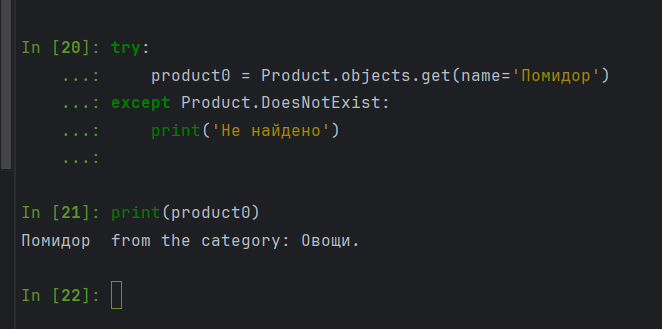 In [20]: try:
    ...:     product0 = Product.objects.get(name='Помидор')
    ...: except Product.DoesNotExist:
    ...:     print('Не найдено')
    ...:
In [21]: print(product0)
Помидор  from the category: Овощи.
In [22]: